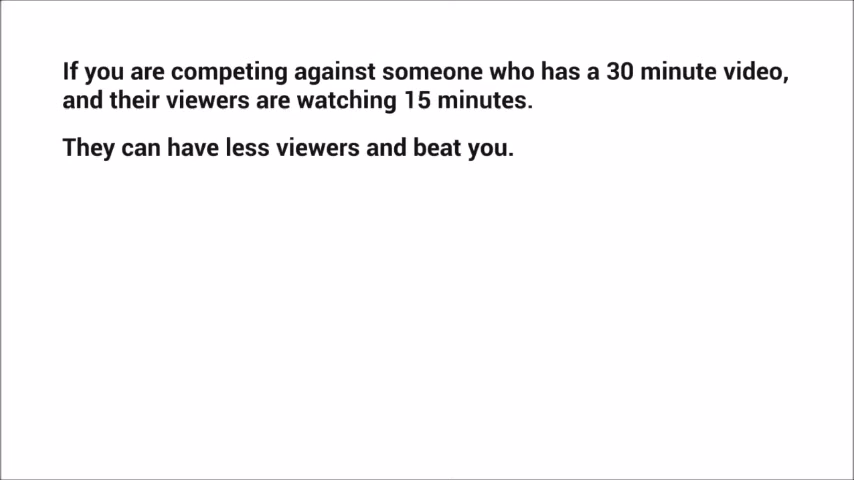 If you are competing against someone who has a 30 minute video,
and their viewers are watching 15 minutes.
They can have less viewers and beat you.